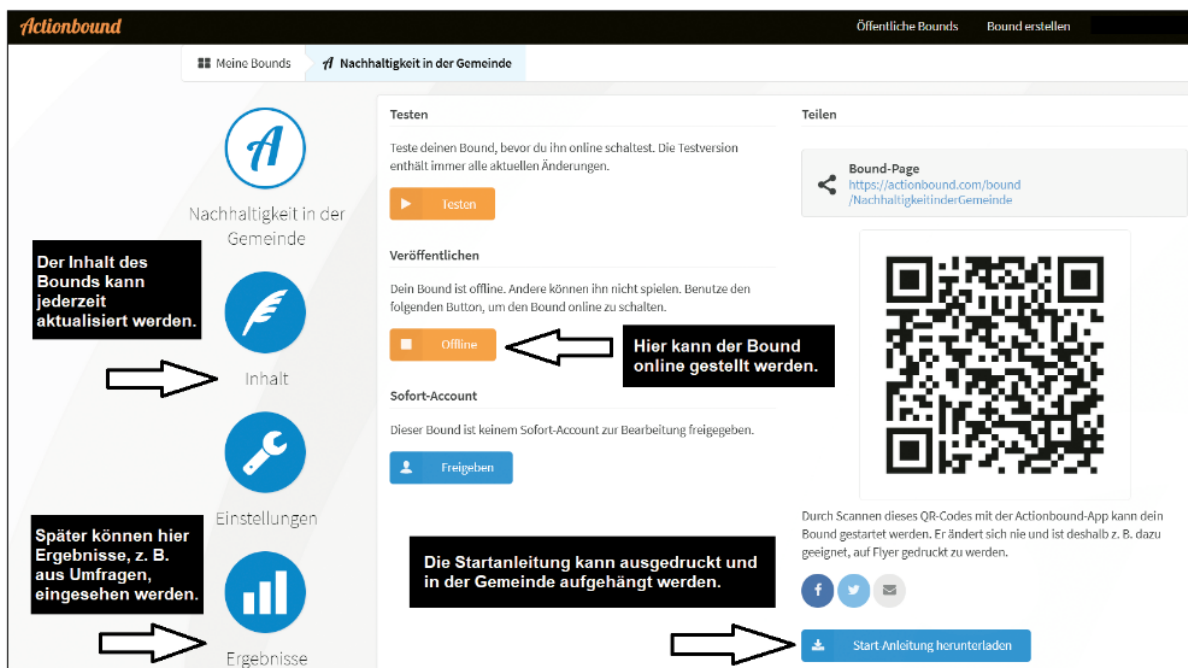 Actionbound
Öffentliche Bounds
Bound erstellen
Meine Bounds
Nachhaltigkeit in der Gemeinde
Nachhaltigkeit in der
Gemeinde
Der Inhalt des
Bounds kann
jederzeit
aktualisiert werden.
Inhalt
Einstellungen
Später können hier
Ergebnisse, z. B.
aus Umfragen,
eingesehen werden.
Ergebnisse
Testen
Teste deinen Bound, bevor du ihn online schaltest. Die Testversion
enthält immer alle aktuellen Änderungen.
Testen
Veröffentlichen
Dein Bound ist offline. Andere können ihn nicht spielen. Benutze den
folgenden Button, um den Bound online zu schalten.
Offline
Hier kann der Bound
online gestellt werden.
Sofort-Account
Dieser Bound ist keinem Sofort-Account zur Bearbeitung freigegeben.
Freigeben
Die Startanleitung kann ausgedruckt und
in der Gemeinde aufgehängt werden.
Teilen
Bound-Page
https://actionbound.com/bound
/NachhaltigkeitinderGemeinde
Durch Scannen dieses QR-Codes mit der Actionbound-App kann dein
Bound gestartet werden. Er ändert sich nie und ist deshalb z. B. dazu
geeignet, auf Flyer gedruckt zu werden.
Start-Anleitung herunterladen